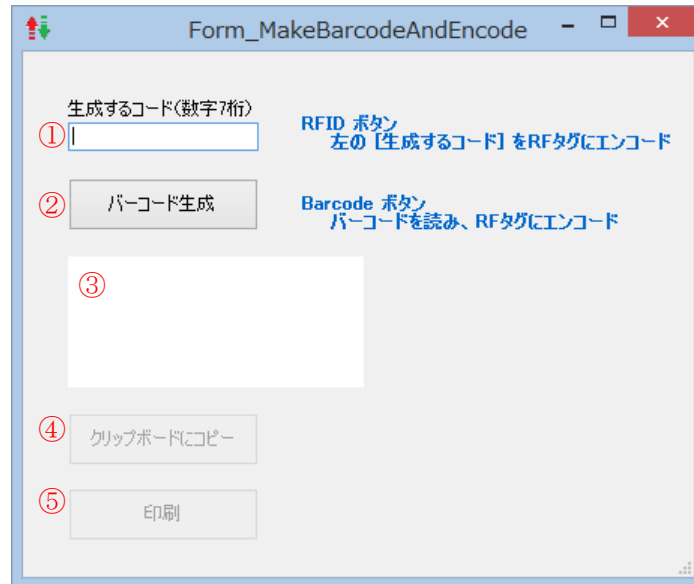 Form_MakeBarcodeAndEncode
生成するコード(数字7桁)
①
RFID ボタン
左の [生成するコード] をRFタグにエンコード
② バーコード生成
Barcode ボタン
バーコードを読み、RFタグにエンコード
③
④ クリップボードにコピー
⑤ 印刷